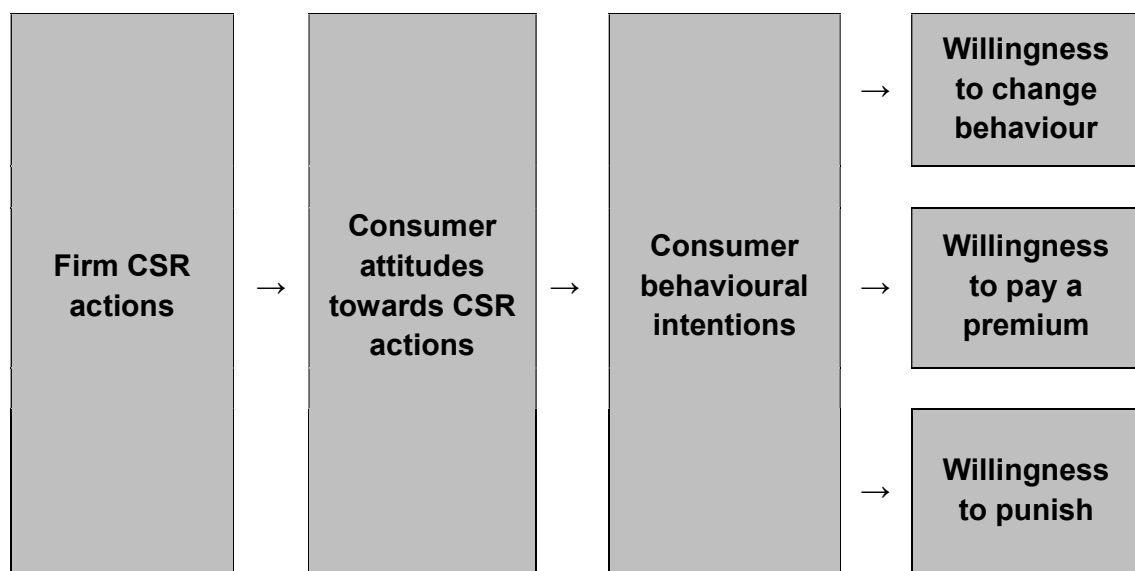 Firm CSR
actions
→
Consumer
attitudes
towards CSR
actions
→
Consumer
behavioural
intentions
→
Willingness
to change
behaviour
→
Willingness
to pay a
premium
→
Willingness
to punish